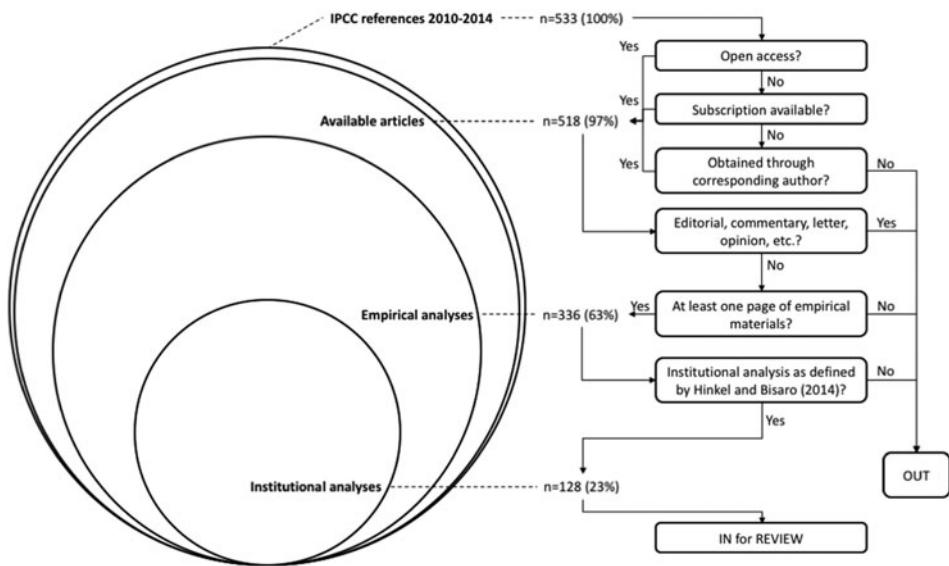 IPCC references 2010-2014
n=533 (100%)
Yes
Open access?
No
Yes
Subscription available?
Available articles
n=518 (97%)
No
Yes
Obtained through
corresponding author?
No
Editorial, commentary, letter,
opinion, etc.?
Yes
No
Empirical analyses
n=336 (63%)
Yes
At least one page of empirical
materials?
No
Institutional analysis as defined
by Hinkel and Bisaro (2014)?
No
Yes
OUT
Institutional analyses
n=128 (23%)
IN for REVIEW